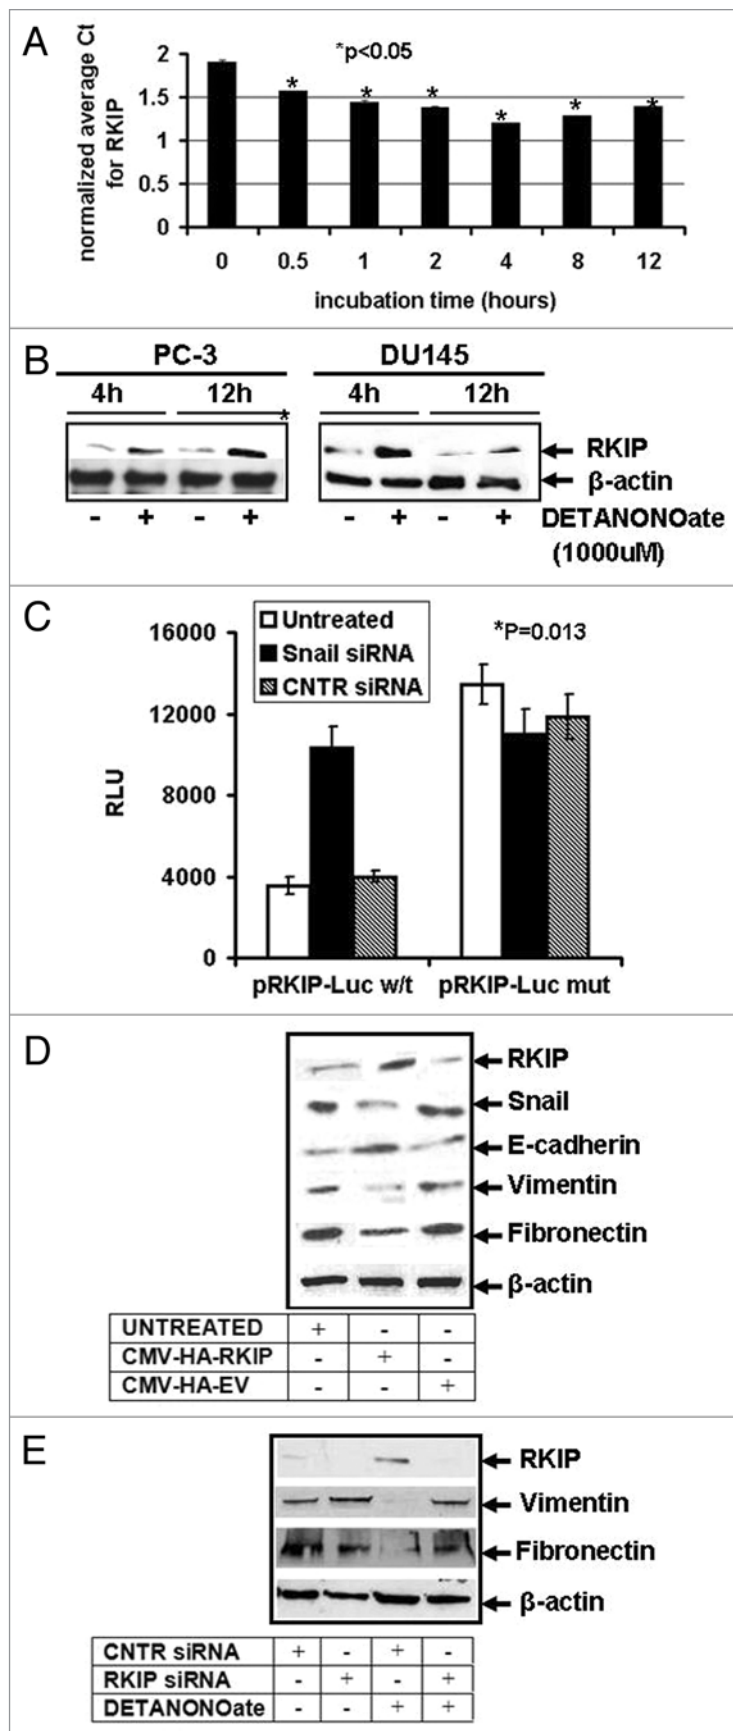 A
normalized average Ct
for RKIP
2
1.5
1
0.5
0
*p<0.05
* * * * * *
0 0.5 1 2 4 8 12
incubation time (hours)
B
PC-3 DU145
4h 12h 4h 12h
*
RKIP
β-actin
- + - + - + - + DETANONOate
(1000uM)
C
Untreated
Snail siRNA
CNTR siRNA
*P=0.013
RLU
16000
12000
8000
4000
0
pRKIP-Luc w/t pRKIP-Luc mut
D
RKIP
Snail
E-cadherin
Vimentin
Fibronectin
β-actin
UNTREATED + - -
CMV-HA-RKIP - + -
CMV-HA-EV - - +
E
RKIP
Vimentin
Fibronectin
β-actin
CNTR siRNA + - + -
RKIP siRNA - + - +
DETANONOate - - + +